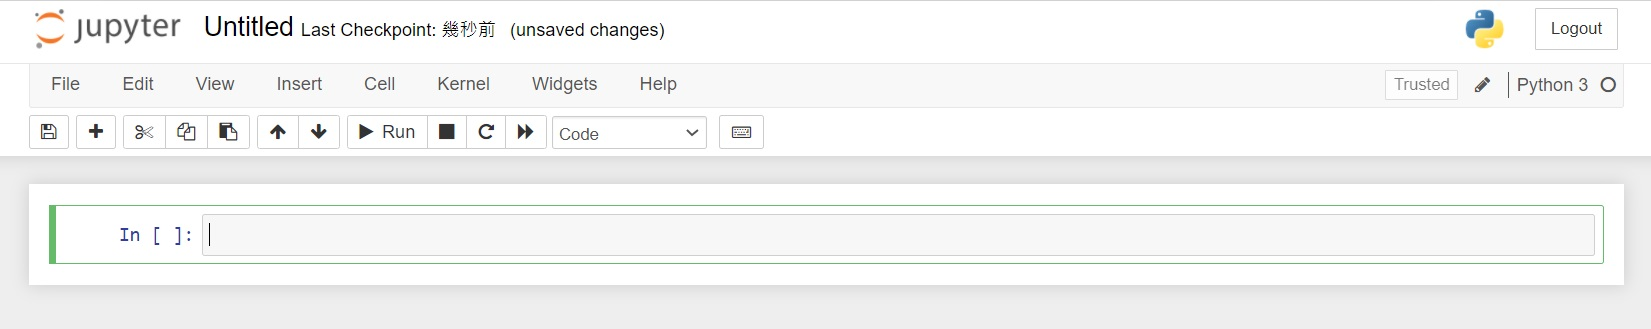 jupyter Untitled Last Checkpoint: 幾秒前 (unsaved changes) Logout
File Edit View Insert Cell Kernel Widgets Help Trusted Python 3
Run Code
In [ ]: